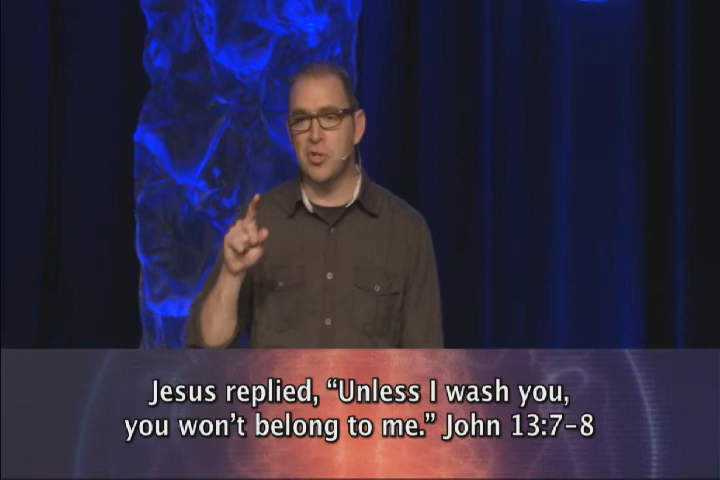 Jesus replied, “Unless I wash you,
you won’t belong to me.” John 13:7-8